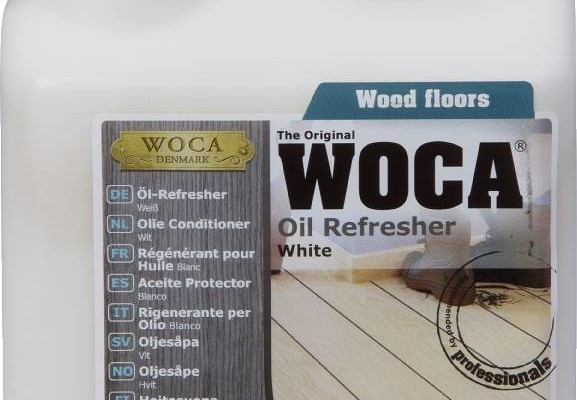 Wood floors
WOCA
DENMARK
The Original
WOCA®
Oil Refresher
White
DE Öl-Refresher
Weiß
NL Olie Conditioner
Wit
FR Régénérant pour
Huile Blanc
ES Aceite Protector
Blanco
IT Rigenerante per
Olio Blanco
SV Oljesåpa
Vit
NO Oljesåpe
Hvit
professionals